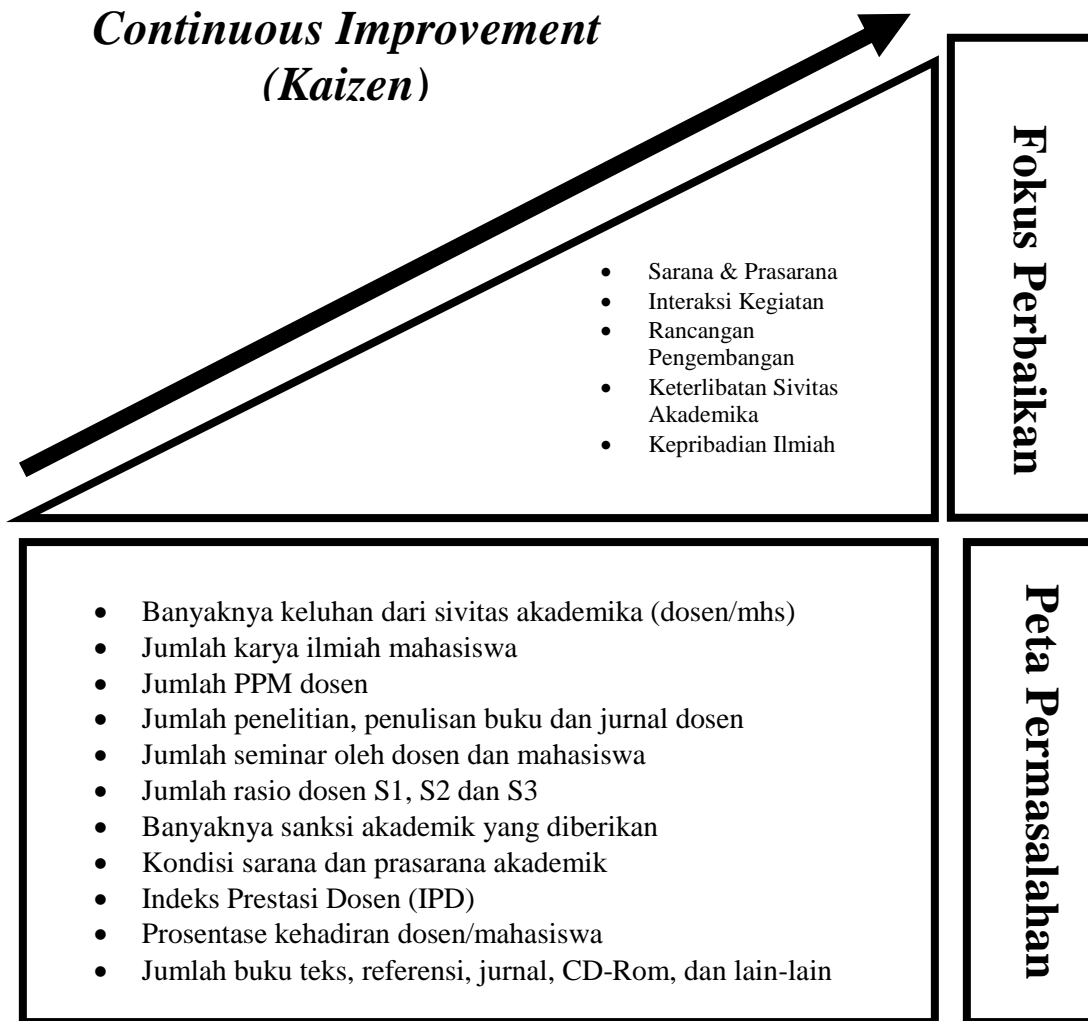 Continuous Improvement
(Kaizen)
Fokus Perbaikan
• Sarana & Prasarana
• Interaksi Kegiatan
• Rancangan
Pengembangan
• Keterlibatan Sivitas
Akademika
• Kepribadian Ilmiah
Peta Permasalahan
• Banyaknya keluhan dari sivitas akademika (dosen/mhs)
• Jumlah karya ilmiah mahasiswa
• Jumlah PPM dosen
• Jumlah penelitian, penulisan buku dan jurnal dosen
• Jumlah seminar oleh dosen dan mahasiswa
• Jumlah rasio dosen S1, S2 dan S3
• Banyaknya sanksi akademik yang diberikan
• Kondisi sarana dan prasarana akademik
• Indeks Prestasi Dosen (IPD)
• Prosentase kehadiran dosen/mahasiswa
• Jumlah buku teks, referensi, jurnal, CD-Rom, dan lain-lain